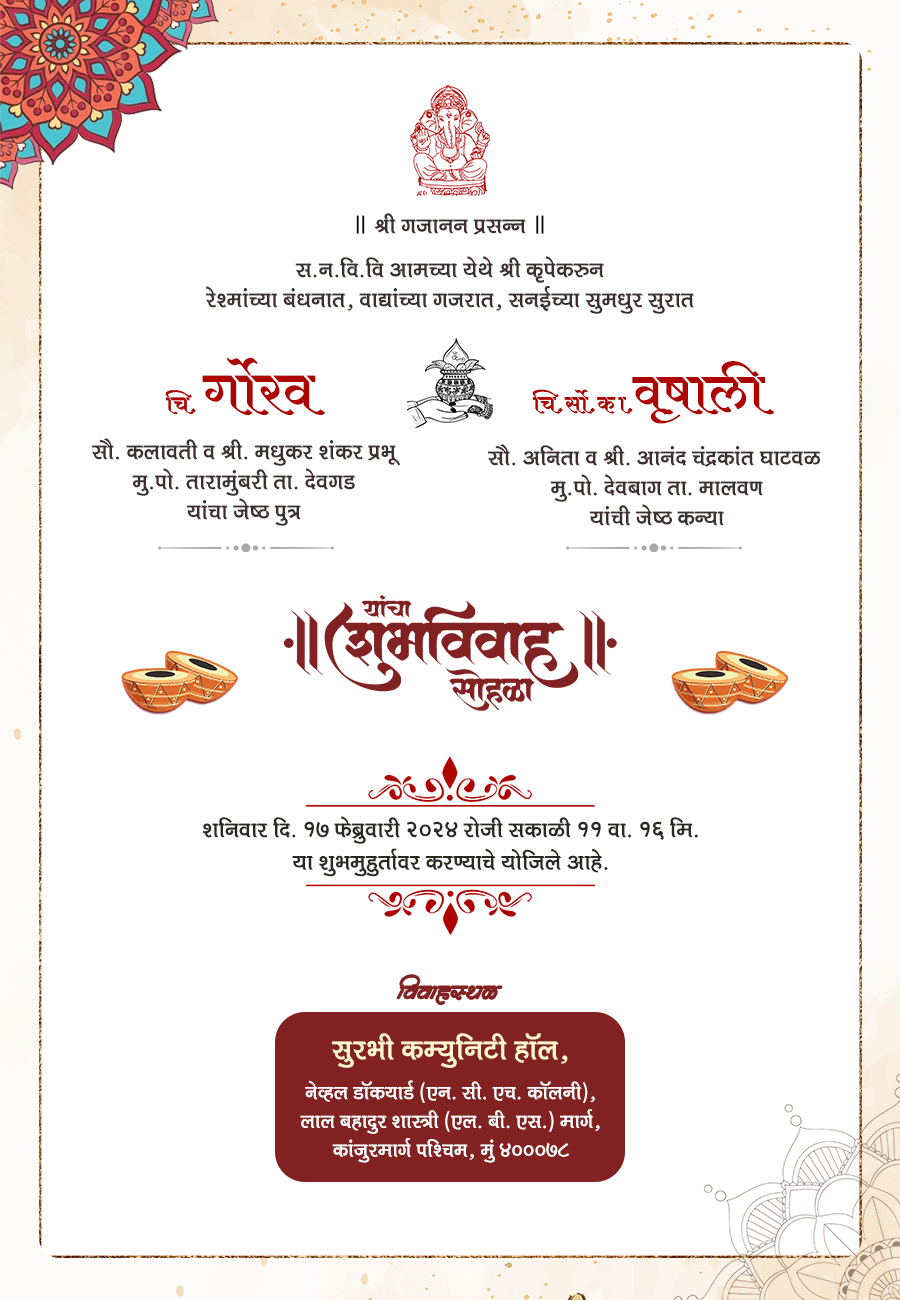 ॥ श्री गजानन प्रसन्न ॥
स.न.वि.वि आमच्या येथे श्री कृपेकरुन
रेश्मांच्या बंधनात, वाद्यांच्या गजरात, सनईच्या सुमधुर सुरात
चि गौरव
सौ. कलावती व श्री. मधुकर शंकर प्रभू
मु.पो. तारामुंबरी ता. देवगड
यांचा जेष्ठ पुत्र
चि सौ का वृषाली
सौ. अनिता व श्री. आनंद चंद्रकांत घाटवळ
मु.पो. देवबाग ता. मालवण
यांची जेष्ठ कन्या
यांचा
॥ शुभविवाह ॥
सोहळा
शनिवार दि. १७ फेब्रुवारी २०२४ रोजी सकाळी ११ वा. १६ मि.
या शुभमुहुर्तावर करण्याचे योजिले आहे.
विवाहस्थळ
सुरभी कम्युनिटी हॉल,
नेव्हल डॉकयार्ड (एन. सी. एच. कॉलनी),
लाल बहादुर शास्त्री (एल. बी. एस.) मार्ग,
कांजुरमार्ग पश्चिम, मुं ४०००७८